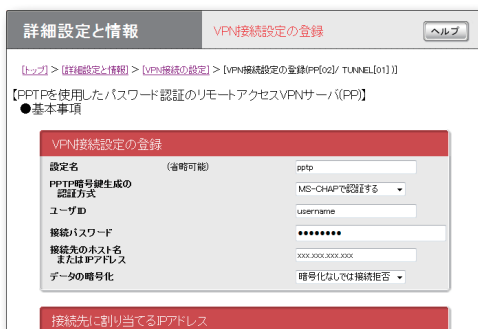 詳細設定と情報
VPN接続設定の登録
ヘルプ
[トップ] > [詳細設定と情報] > [VPN接続の設定] > [VPN接続設定の登録(PP[02]/ TUNNEL[01] )]
【PPTPを使用したパスワード認証のリモートアクセスVPNサーバ(PP)】
●基本事項
VPN接続設定の登録
設定名 (省略可能) pptp
PPTP暗号鍵生成の
認証方式 MS-CHAPで認証する
ユーザID username
接続パスワード ●●●●●●●●
接続先のホスト名
またはIPアドレス xxx.xxx.xxx.xxx
データの暗号化 暗号化なしでは接続拒否
接続先に割り当てるIPアドレス